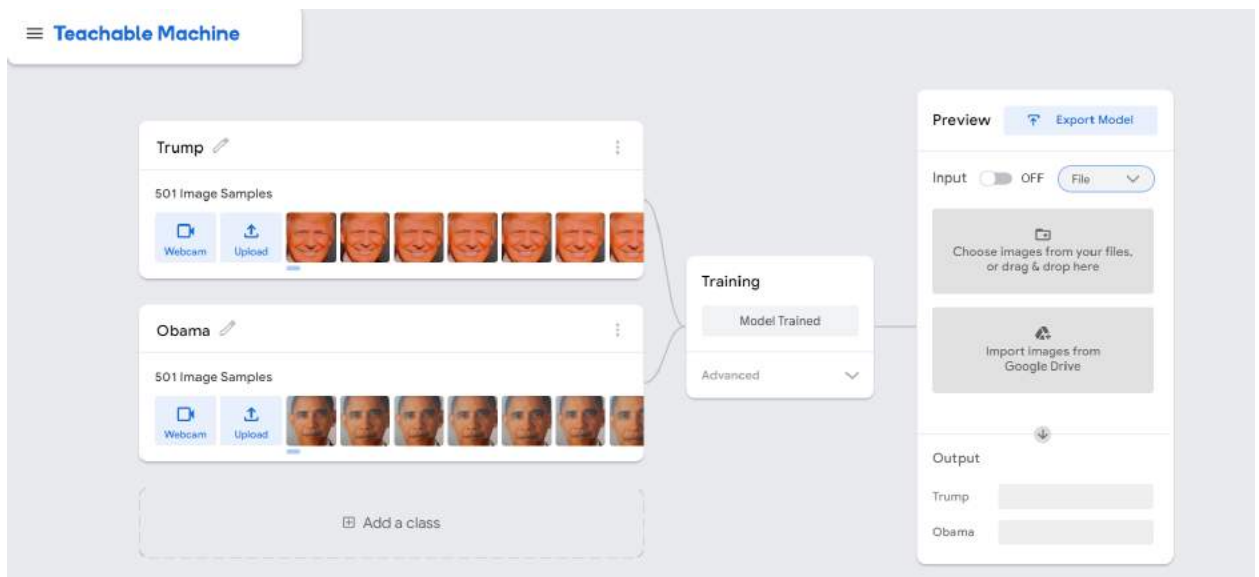 Teachable Machine
Trump
501 Image Samples
Webcam
Upload
Obama
501 Image Samples
Webcam
Upload
Add a class
Training
Model Trained
Advanced
Preview
Export Model
Input
OFF
File
Choose images from your files,
or drag & drop here
Import images from
Google Drive
Output
Trump
Obama